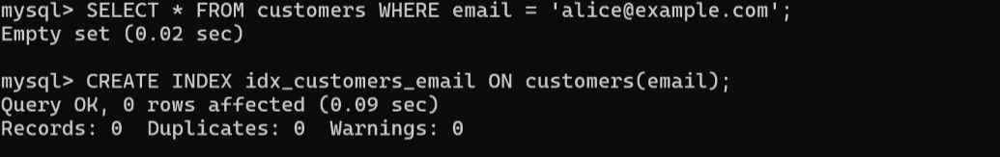 mysql> SELECT * FROM customers WHERE email = 'alice@example.com';
Empty set (0.02 sec)
mysql> CREATE INDEX idx_customers_email ON customers(email);
Query OK, 0 rows affected (0.09 sec)
Records: 0  Duplicates: 0  Warnings: 0